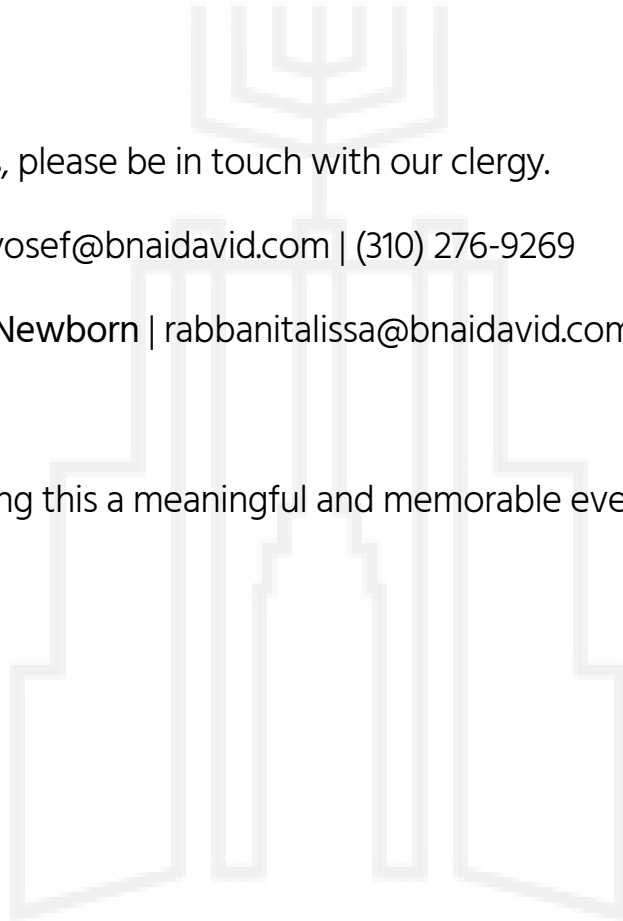 , please be in touch with our clergy.
yosef@bnaidavid.com | (310) 276-9269
Newborn | rabbanitalissa@bnaidavid.com
ng this a meaningful and memorable eve